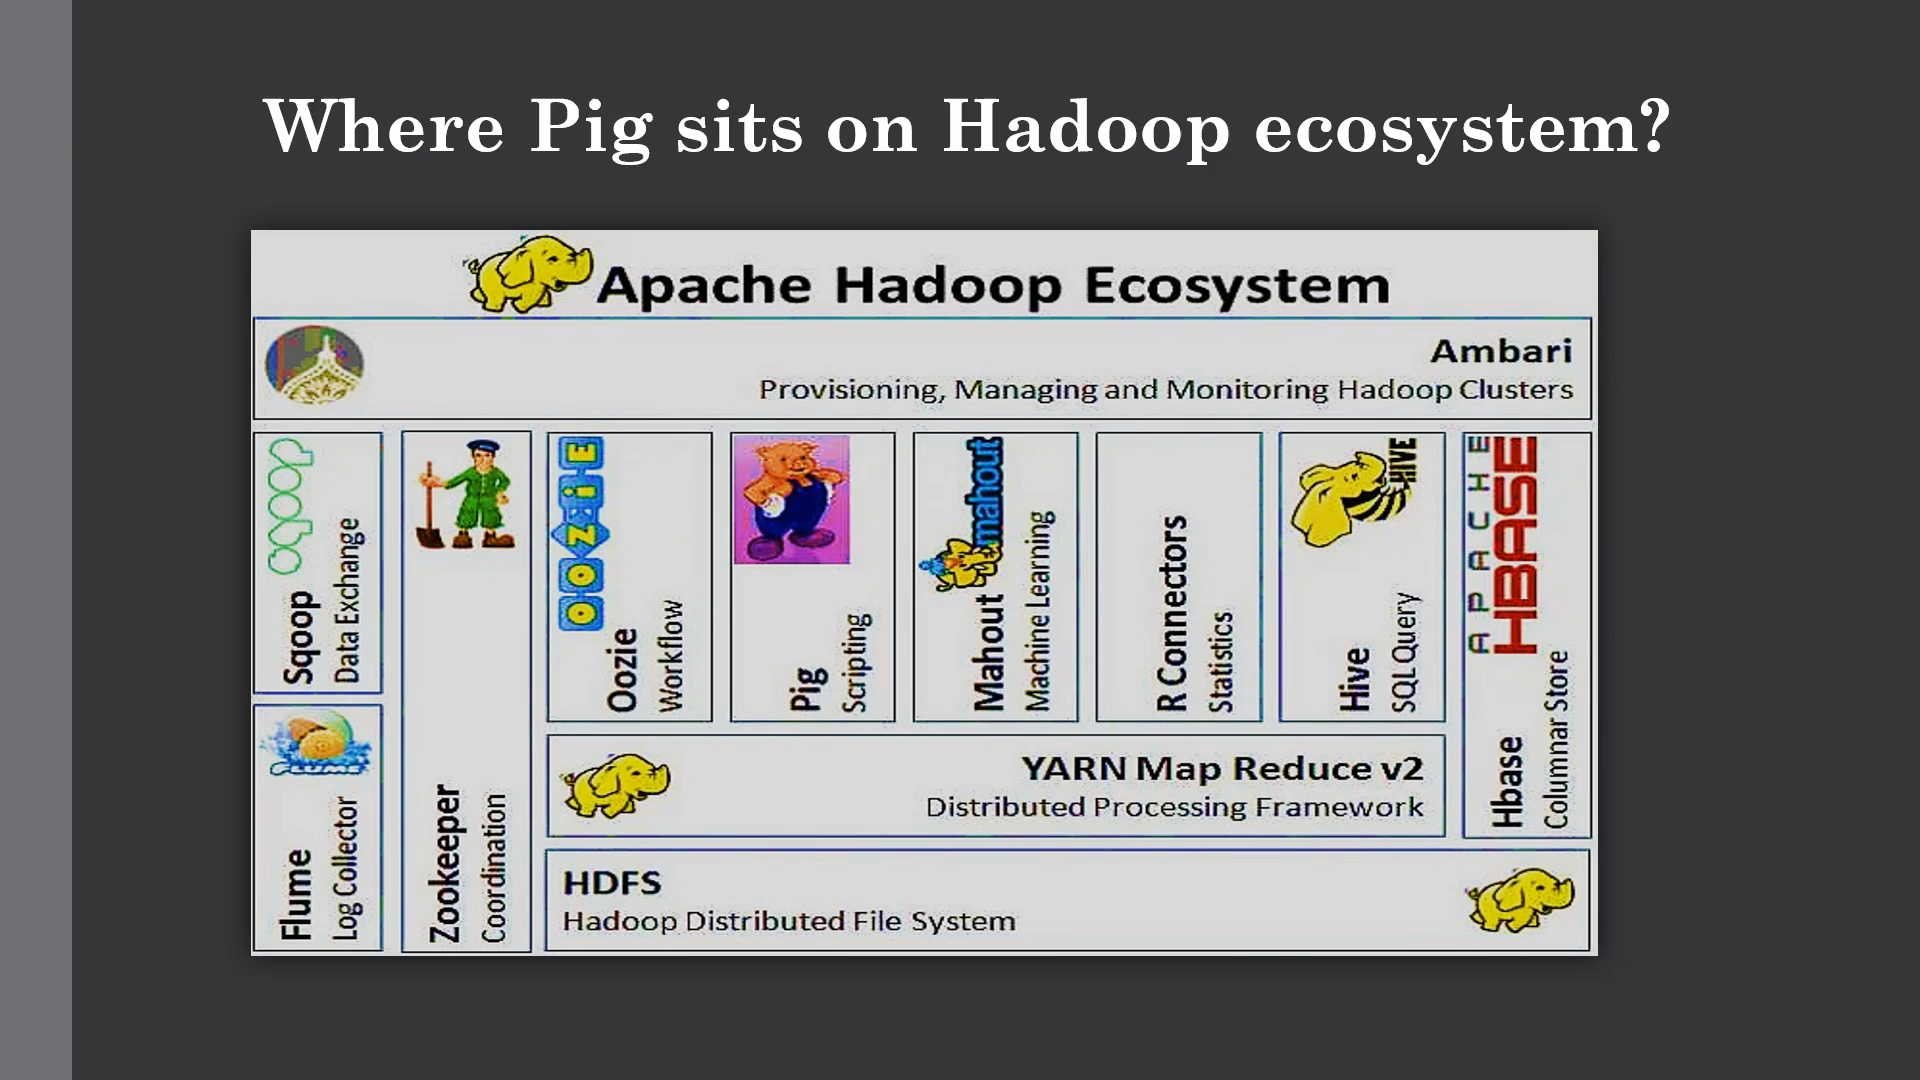 Where Pig sits on Hadoop ecosystem?
Apache Hadoop Ecosystem
Ambari
Provisioning, Managing and Monitoring Hadoop Clusters
sqoop
Sqoop
Data Exchange
FLUME
Flume
Log Collector
Zookeeper
Coordination
OOZIE
Oozie
Workflow
Pig
Scripting
mahout
Mahout
Machine Learning
R Connectors
Statistics
HIVE
Hive
SQL Query
APACHE
HBASE
Hbase
Columnar Store
YARN Map Reduce v2
Distributed Processing Framework
HDFS
Hadoop Distributed File System